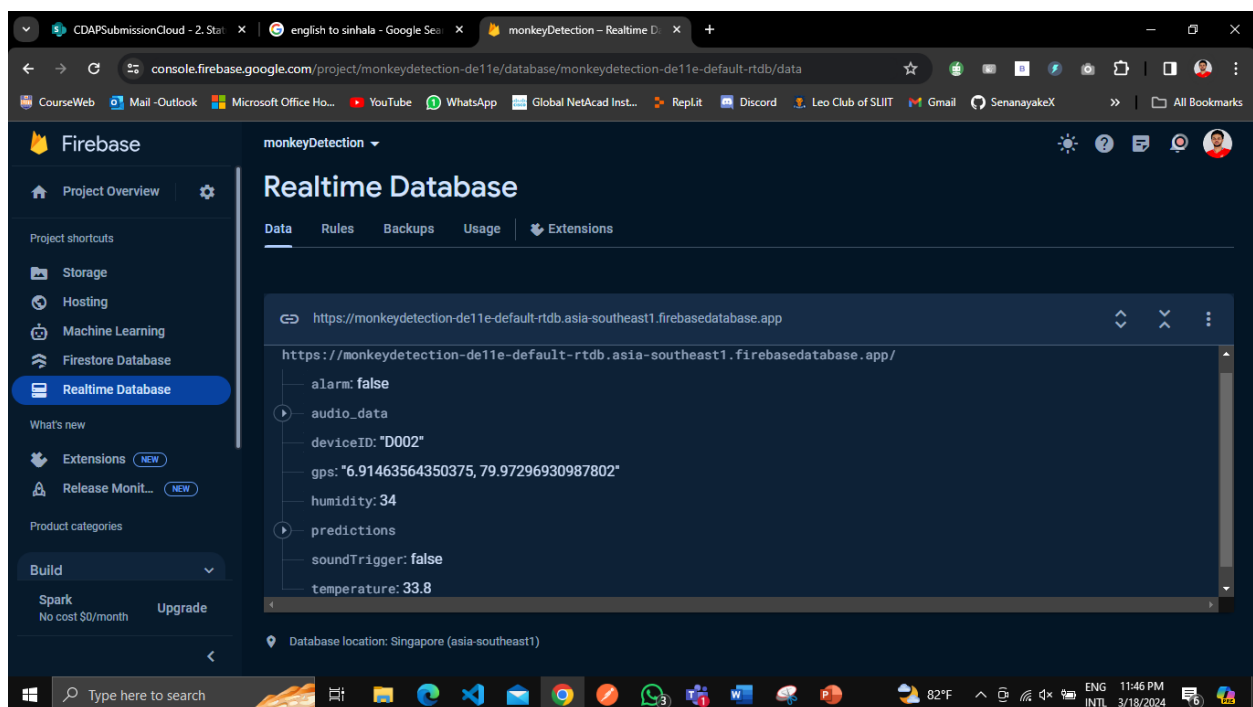 CDAPSubmissionCloud - 2. Stat
english to sinhala - Google Sea
monkeyDetection – Realtime D
console.firebase.google.com/project/monkeydetection-de11e/database/monkeydetection-de11e-default-rtdb/data
CourseWeb
Mail -Outlook
Microsoft Office Ho...
YouTube
WhatsApp
Global NetAcad Inst...
Repl.it
Discord
Leo Club of SLIIT
Gmail
SenanayakeX
»
All Bookmarks
Firebase
monkeyDetection
Project Overview
Realtime Database
Data
Rules
Backups
Usage
Extensions
Project shortcuts
Storage
Hosting
Machine Learning
Firestore Database
Realtime Database
What's new
Extensions NEW
Release Monit... NEW
Product categories
Build
Spark
No cost $0/month
Upgrade
https://monkeydetection-de11e-default-rtdb.asia-southeast1.firebasedatabase.app
https://monkeydetection-de11e-default-rtdb.asia-southeast1.firebasedatabase.app/
alarm: false
audio_data
deviceID: "D002"
gps: "6.91463564350375, 79.97296930987802"
humidity: 34
predictions
soundTrigger: false
temperature: 33.8
Database location: Singapore (asia-southeast1)
Type here to search
82°F
ENG
INTL
11:46 PM
3/18/2024